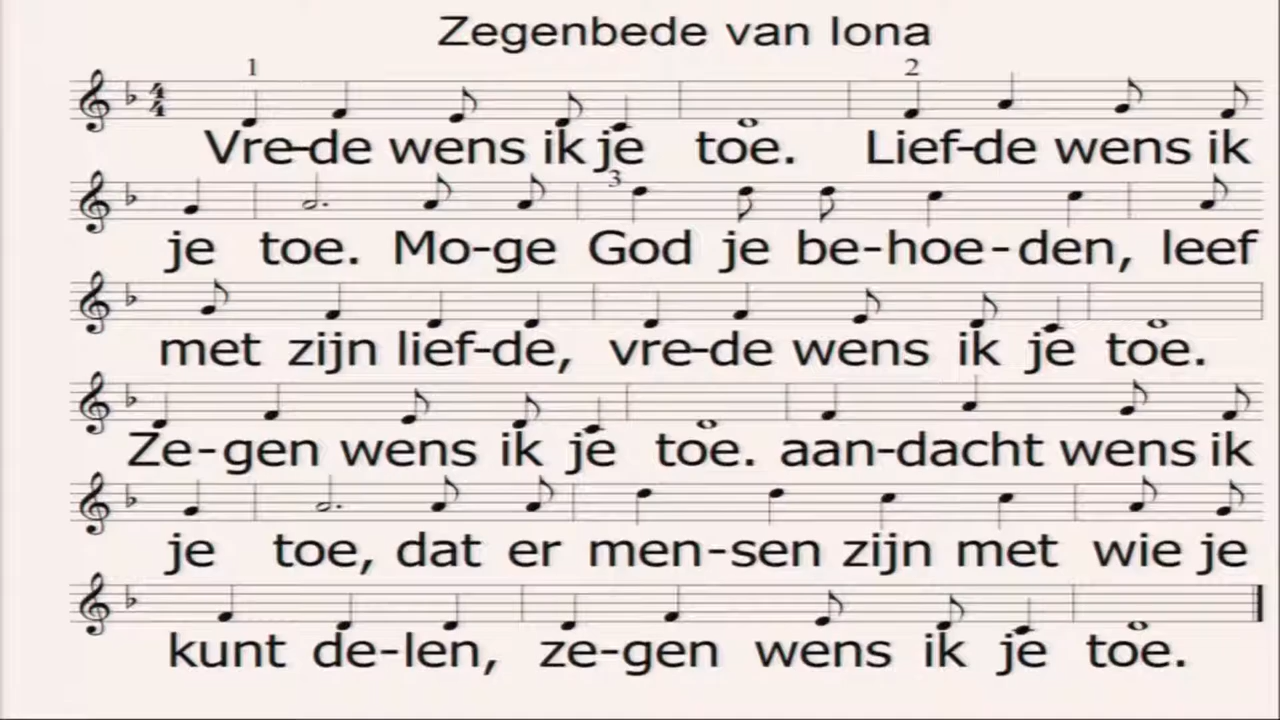 Zegenbede van Iona
1 2
Vre-de wens ik je toe. Lief-de wens ik
3
je toe. Mo-ge God je be-hoe-den, leef
met zijn lief-de, vre-de wens ik je toe.
Ze-gen wens ik je toe. aan-dacht wens ik
je toe, dat er men-sen zijn met wie je
kunt de-len, ze-gen wens ik je toe.